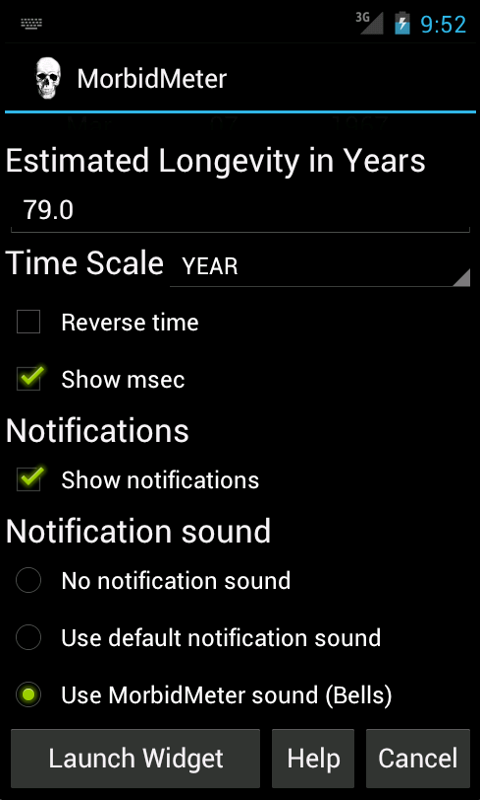 3G
9:52
MorbidMeter
Estimated Longevity in Years
79.0
Time Scale YEAR
Reverse time
Show msec
Notifications
Show notifications
Notification sound
No notification sound
Use default notification sound
Use MorbidMeter sound (Bells)
Launch Widget Help Cancel